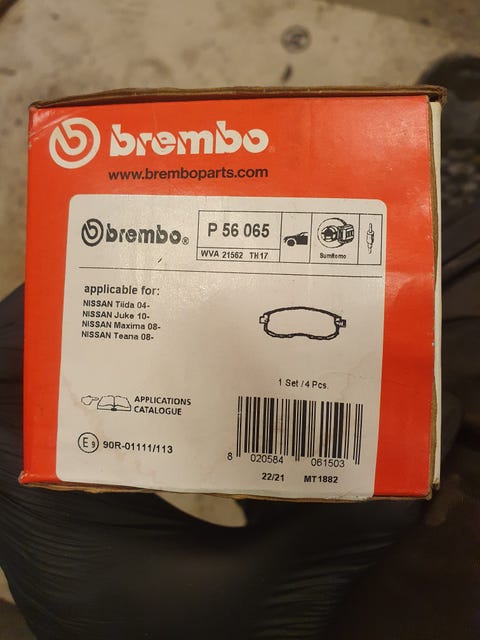 brembo
www.bremboparts.com
brembo®
P 56 065
WVA 21562 TH17
Sumitomo
applicable for:
NISSAN Tiida 04-
NISSAN Juke 10-
NISSAN Maxima 08-
NISSAN Teana 08-
1 Set / 4 Pcs.
APPLICATIONS
CATALOGUE
E9 90R-01111/113
8 020584 061503
22/21 MT1882